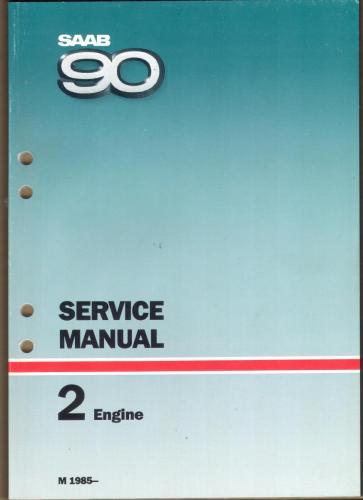 SAAB
90
SERVICE
MANUAL
2 Engine
M 1985–